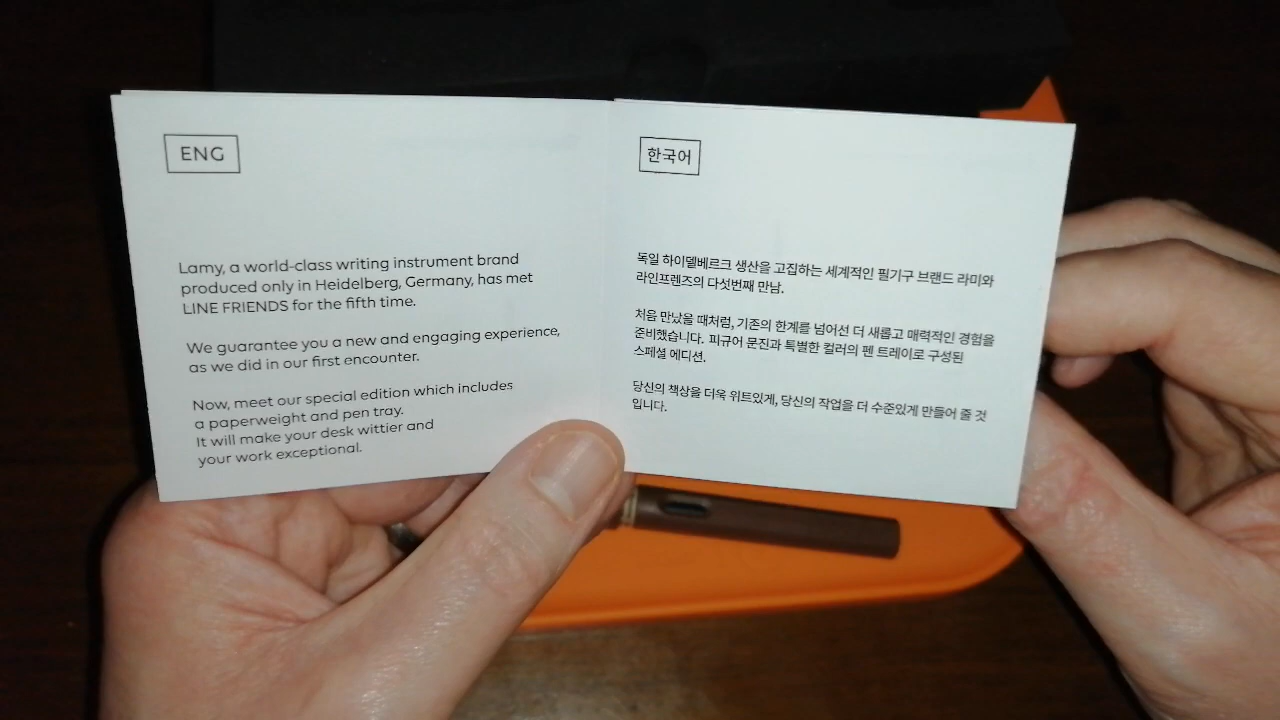 ENG
Lamy, a world-class writing instrument brand
produced only in Heidelberg, Germany, has met
LINE FRIENDS for the fifth time.
We guarantee you a new and engaging experience,
as we did in our first encounter.
Now, meet our special edition which includes
a paperweight and pen tray.
It will make your desk wittier and
your work exceptional.
한국어
독일 하이델베르크 생산을 고집하는 세계적인 필기구 브랜드 라미와
라인프렌즈의 다섯번째 만남.
처음 만났을 때처럼, 기존의 한계를 넘어선 더 새롭고 매력적인 경험을
준비했습니다. 피규어 문진과 특별한 컬러의 펜 트레이로 구성된
스페셜 에디션.
당신의 책상을 더욱 위트있게, 당신의 작업을 더 수준있게 만들어 줄 것
입니다.